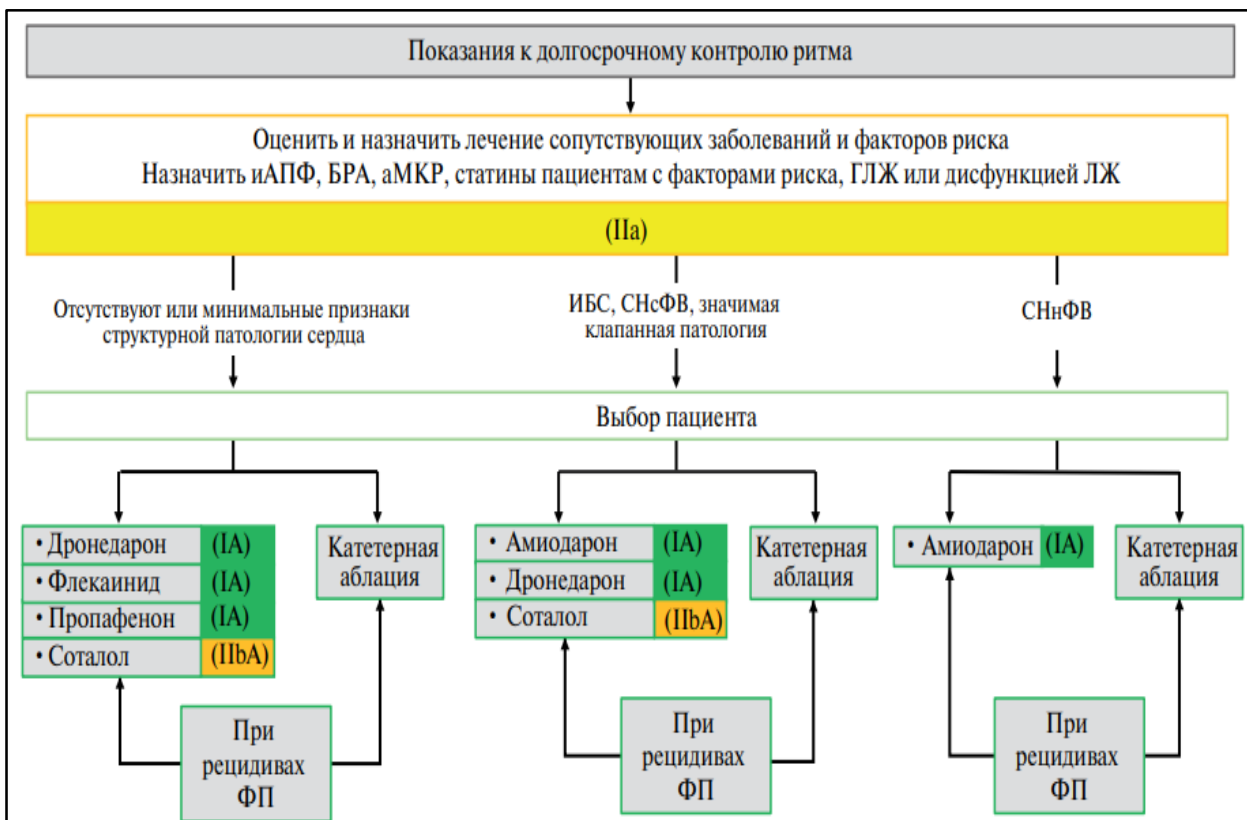 Показания к долгосрочному контролю ритма
Оценить и назначить лечение сопутствующих заболеваний и факторов риска
Назначить иАПФ, БРА, аМКР, статины пациентам с факторами риска, ГЛЖ или дисфункцией ЛЖ
(IIa)
Отсутствуют или минимальные признаки
структурной патологии сердца
ИБС, СНсФВ, значимая
клапанная патология
СНнФВ
Выбор пациента
• Дронедарон (IA)
• Флекаинид (IA)
• Пропафенон (IA)
• Соталол (IIbA)
Катетерная
аблация
• Амиодарон (IA)
• Дронедарон (IA)
• Соталол (IIbA)
Катетерная
аблация
• Амиодарон (IA)
Катетерная
аблация
При
рецидивах
ФП
При
рецидивах
ФП
При
рецидивах
ФП